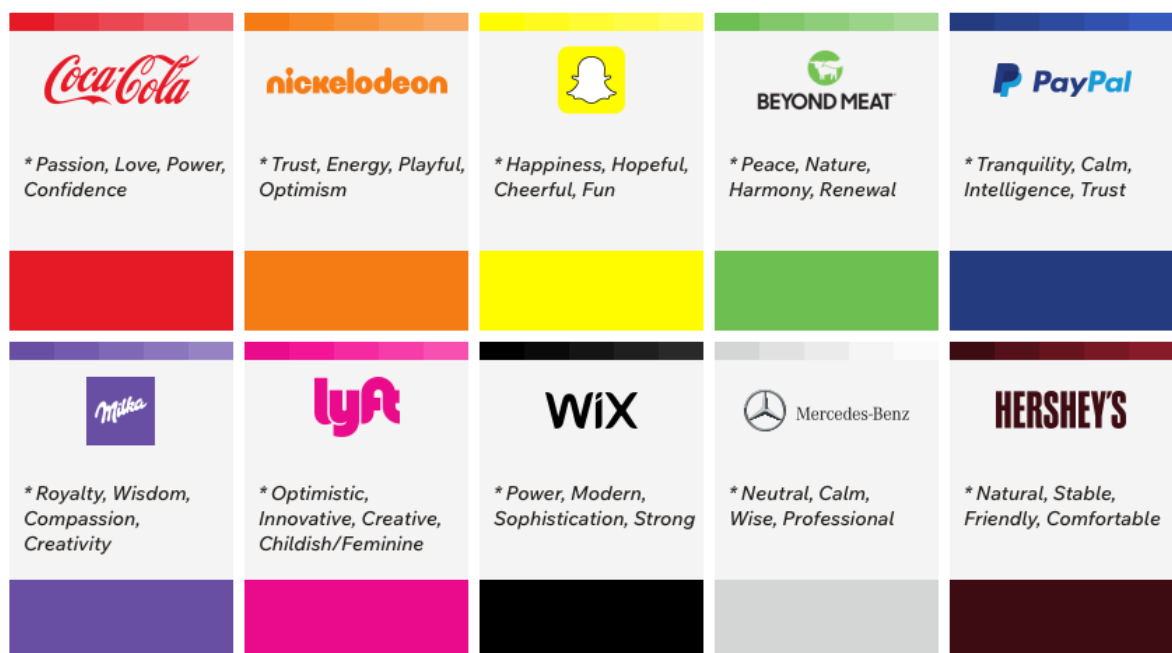 Coca-Cola
* Passion, Love, Power,
Confidence
nickelodeon
* Trust, Energy, Playful,
Optimism
* Happiness, Hopeful,
Cheerful, Fun
BEYOND MEAT
* Peace, Nature,
Harmony, Renewal
PayPal
* Tranquility, Calm,
Intelligence, Trust
Milka
* Royalty, Wisdom,
Compassion,
Creativity
lyft
* Optimistic,
Innovative, Creative,
Childish/Feminine
WiX
* Power, Modern,
Sophistication, Strong
Mercedes-Benz
* Neutral, Calm,
Wise, Professional
HERSHEY'S
* Natural, Stable,
Friendly, Comfortable